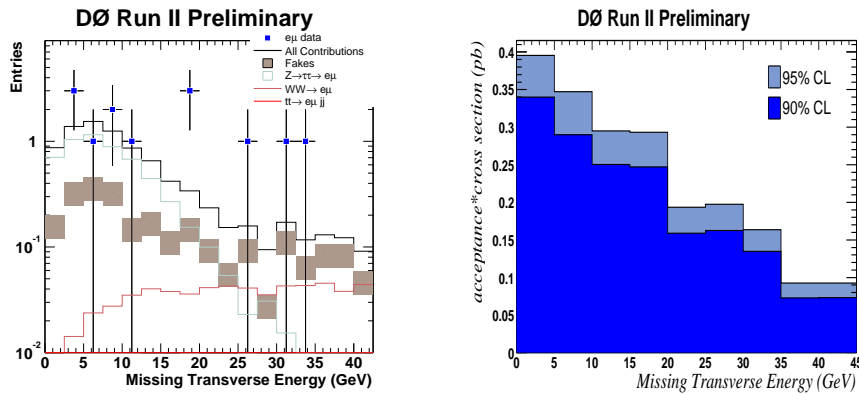 DØ Run II Preliminary
Entries
eμ data
All Contributions
Fakes
Z→ττ→ eμ
WW→ eμ
tt→ eμ jj
10
1
10⁻¹
10⁻²
0 5 10 15 20 25 30 35 40
Missing Transverse Energy (GeV)
DØ Run II Preliminary
acceptance*cross section (pb)
95% CL
90% CL
0.4
0.35
0.3
0.25
0.2
0.15
0.1
0.05
0
0 5 10 15 20 25 30 35 40 45
Missing Transverse Energy (GeV)